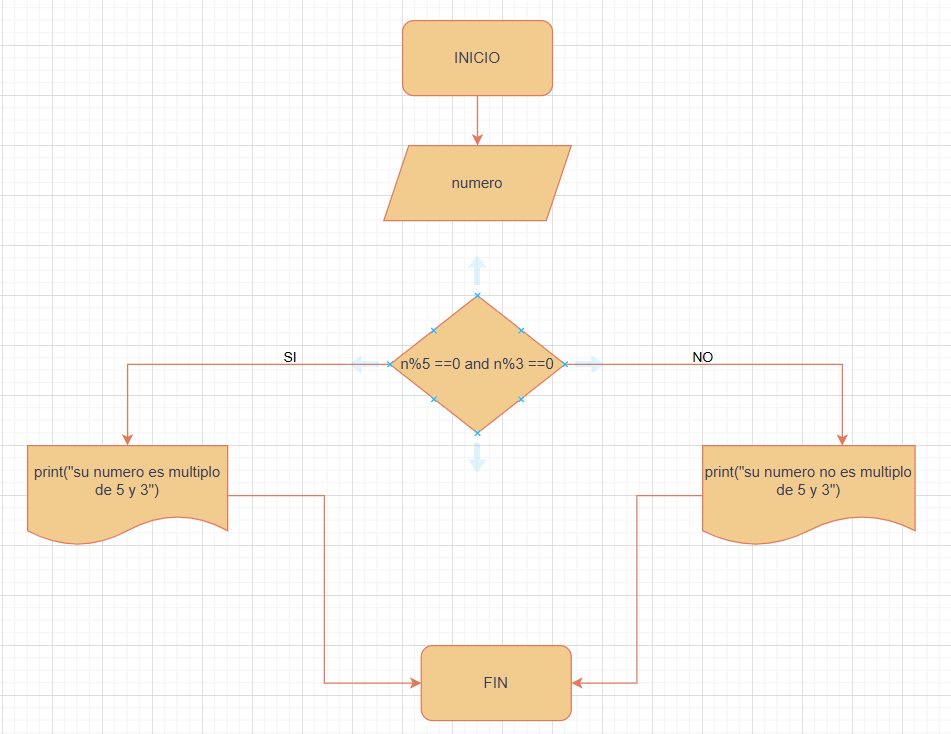 INICIO
numero
n%5 ==0 and n%3 ==0
SI
NO
print("su numero es multiplo
de 5 y 3")
print("su numero no es multiplo
de 5 y 3")
FIN